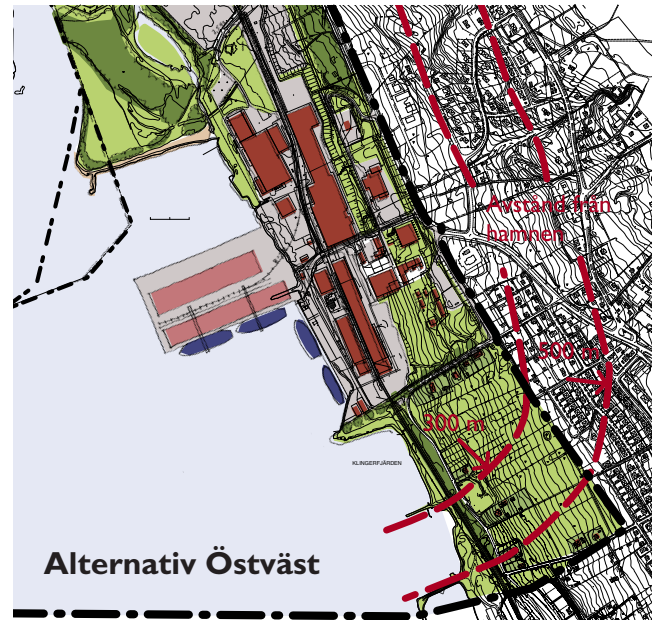 Avstånd från
hamnen
500 m
300 m
KLINGERFJÄRDEN
Alternativ Östväst